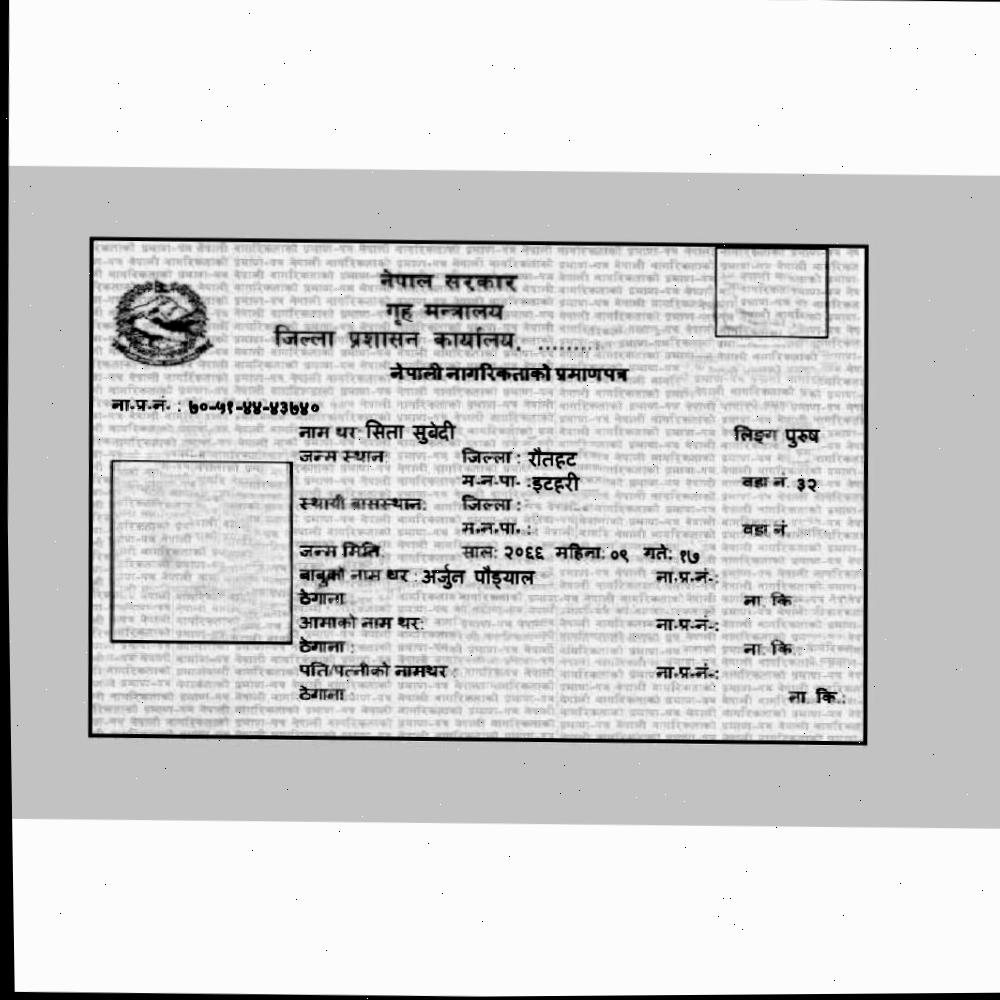 नेपाल सरकार
गृह मन्त्रालय
जिल्ला प्रशासन कार्यालय, .........
नेपाली नागरिकताको प्रमाणपत्र
ना.प्र.नं. : ७०-५१-४४-४३७४०
नाम थर: सिता सुबेदी लिङ्ग पुरुष
जन्म स्थान: जिल्ला : रौतहट
म.न.पा. :इटहरी वडा नं. ३२
स्थायी बासस्थान: जिल्ला :
म.न.पा. : वडा नं.
जन्म मिति: साल: २०६६ महिना: ०९ गते: १७
बाबुको नाम थर : अर्जुन पौड्याल ना.प्र.नं.:
ठेगाना: ना. कि.:
आमाको नाम थर: ना.प्र.नं.:
ठेगाना : ना. कि.:
पति/पत्नीको नामथर : ना.प्र.नं.:
ठेगाना : ना. कि.: